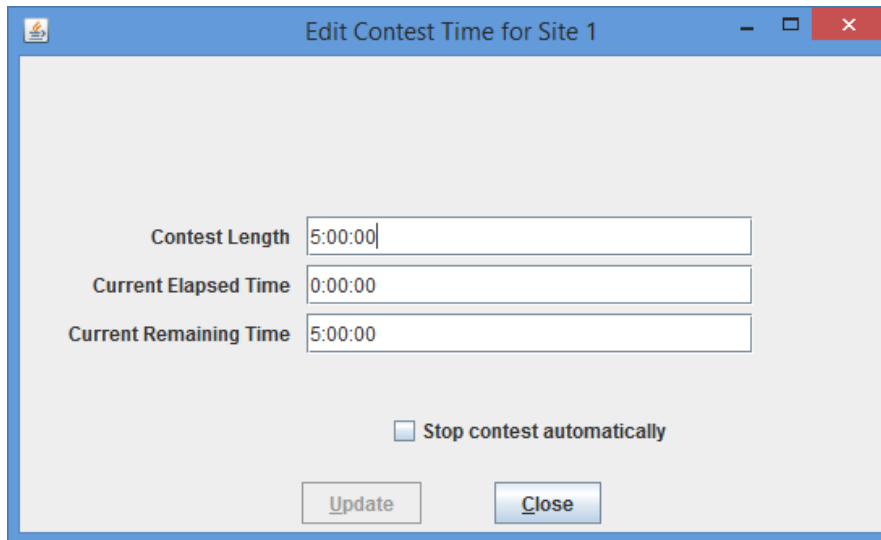 Edit Contest Time for Site 1
Contest Length 5:00:00
Current Elapsed Time 0:00:00
Current Remaining Time 5:00:00
Stop contest automatically
Update Close